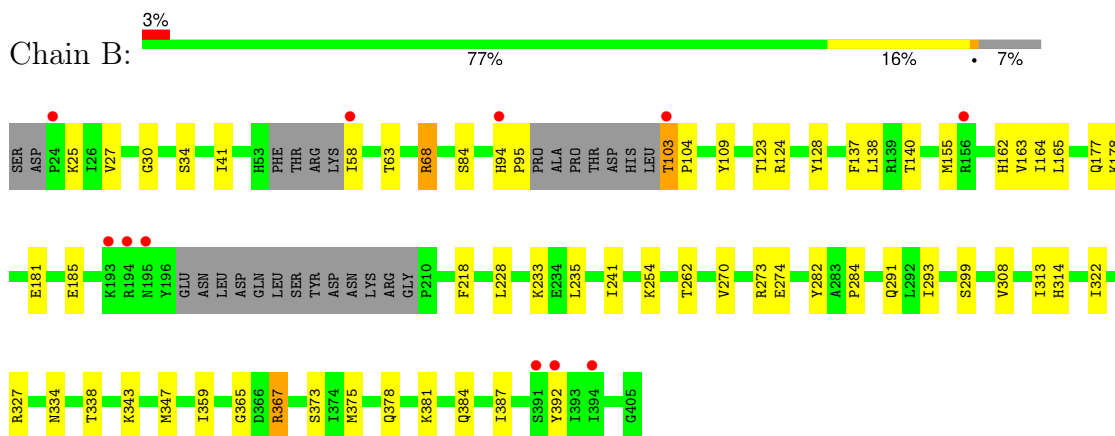 3%
Chain B:
77% 16% • 7%
SER ASP P24 K25 I26 V27 G30 S34 I41 H53 PHE THR ARG LYS I58 T63 R68 S84 H94 P95 PRO ALA PRO THR ASP HIS LEU T103 P104 Y109 T123 R124 Y128 F137 L138 R139 T140 M155 R156 H162 V163 I164 L165 Q177 K178
E181 E185 K193 R194 N195 Y196 GLU ASN LEU ASP GLN LEU SER TYR ASP ASN LYS ARG GLY P210 F218 L228 K233 E234 L235 I241 K254 T262 V270 R273 E274 Y282 A283 P284 Q291 L292 I293 S299 V308 I313 H314 I322
R327 N334 T338 K343 M347 I359 G365 D366 R367 S373 I374 M375 Q378 K381 Q384 I387 S391 Y392 I393 I394 G405